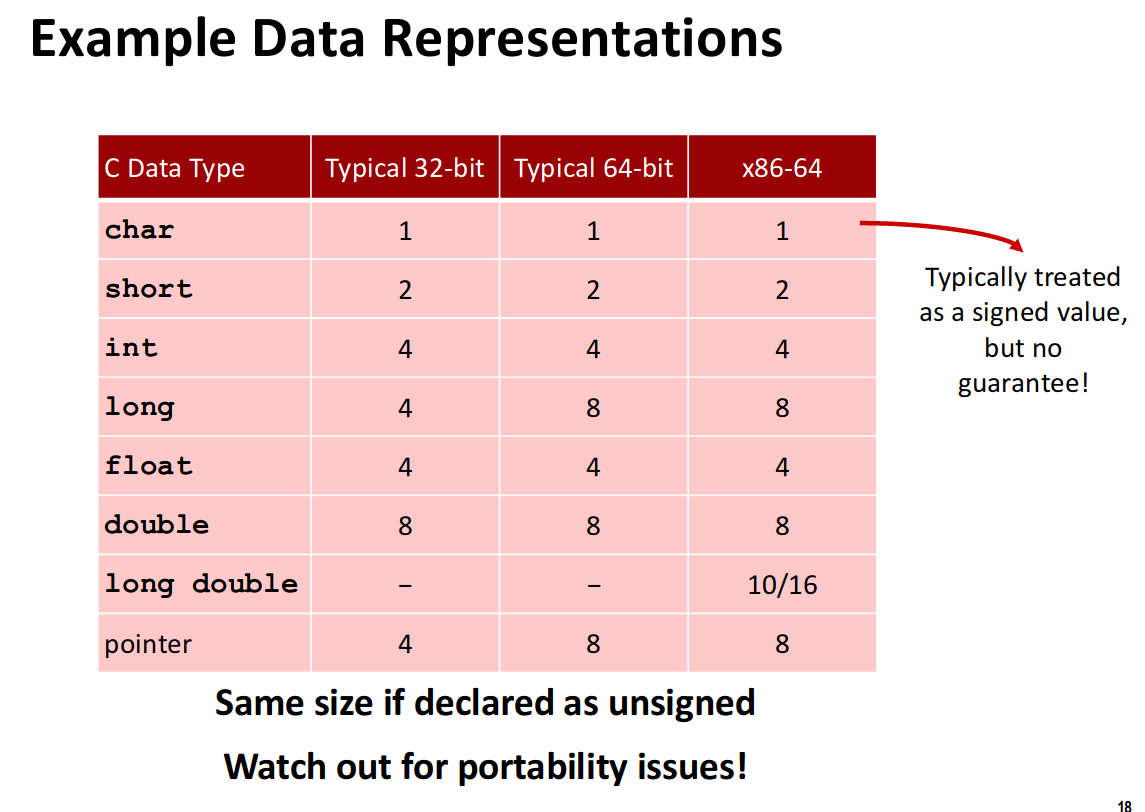 Example Data Representations
C Data Type Typical 32-bit Typical 64-bit x86-64
char 1 1 1
short 2 2 2
int 4 4 4
long 4 8 8
float 4 4 4
double 8 8 8
long double – – 10/16
pointer 4 8 8
Typically treated
as a signed value,
but no
guarantee!
Same size if declared as unsigned
Watch out for portability issues!
18